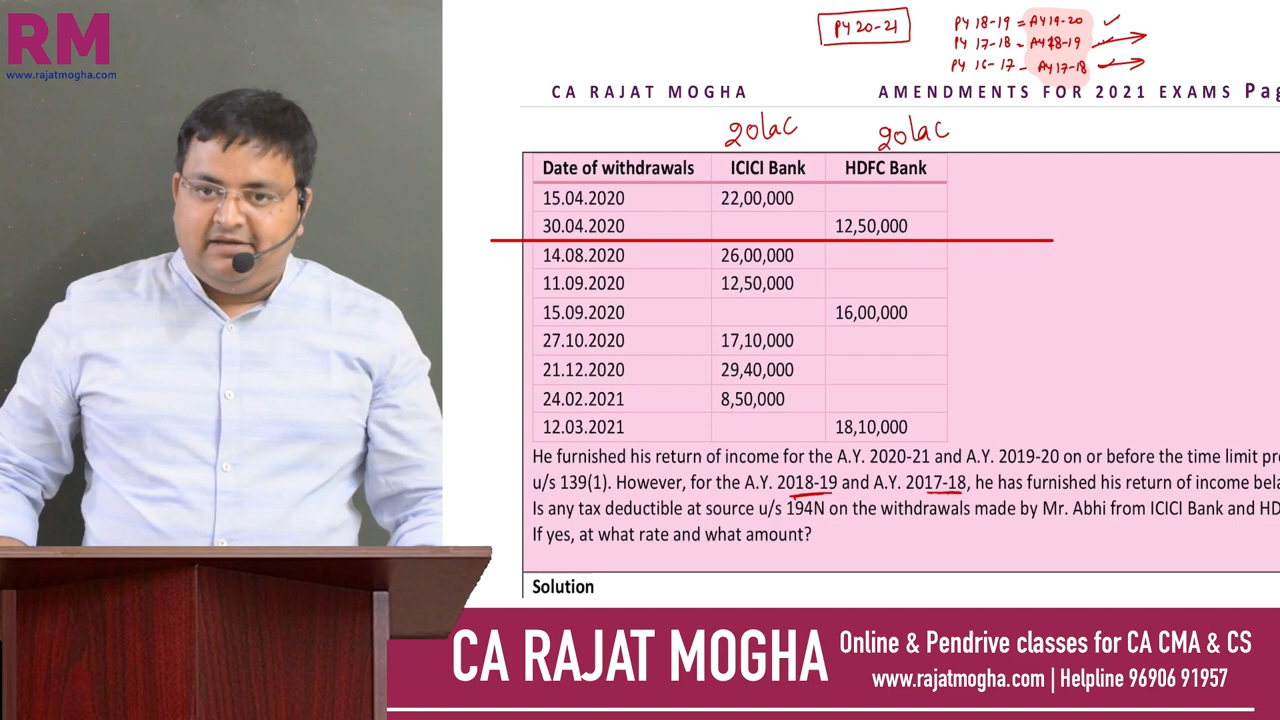 RM
www.rajatmogha.com
PY 20-21
PY 18-19 = AY 19-20
PY 17-18 - AY 18-19
PY 16-17 - AY 17-18
CA RAJAT MOGHA AMENDMENTS FOR 2021 EXAMS Pag
20 lac 20 lac
Date of withdrawals ICICI Bank HDFC Bank
15.04.2020 22,00,000
30.04.2020 12,50,000
14.08.2020 26,00,000
11.09.2020 12,50,000
15.09.2020 16,00,000
27.10.2020 17,10,000
21.12.2020 29,40,000
24.02.2021 8,50,000
12.03.2021 18,10,000
He furnished his return of income for the A.Y. 2020-21 and A.Y. 2019-20 on or before the time limit pr
u/s 139(1). However, for the A.Y. 2018-19 and A.Y. 2017-18, he has furnished his return of income bela
Is any tax deductible at source u/s 194N on the withdrawals made by Mr. Abhi from ICICI Bank and HD
If yes, at what rate and what amount?
Solution
CA RAJAT MOGHA
Online & Pendrive classes for CA CMA & CS
www.rajatmogha.com | Helpline 96906 91957